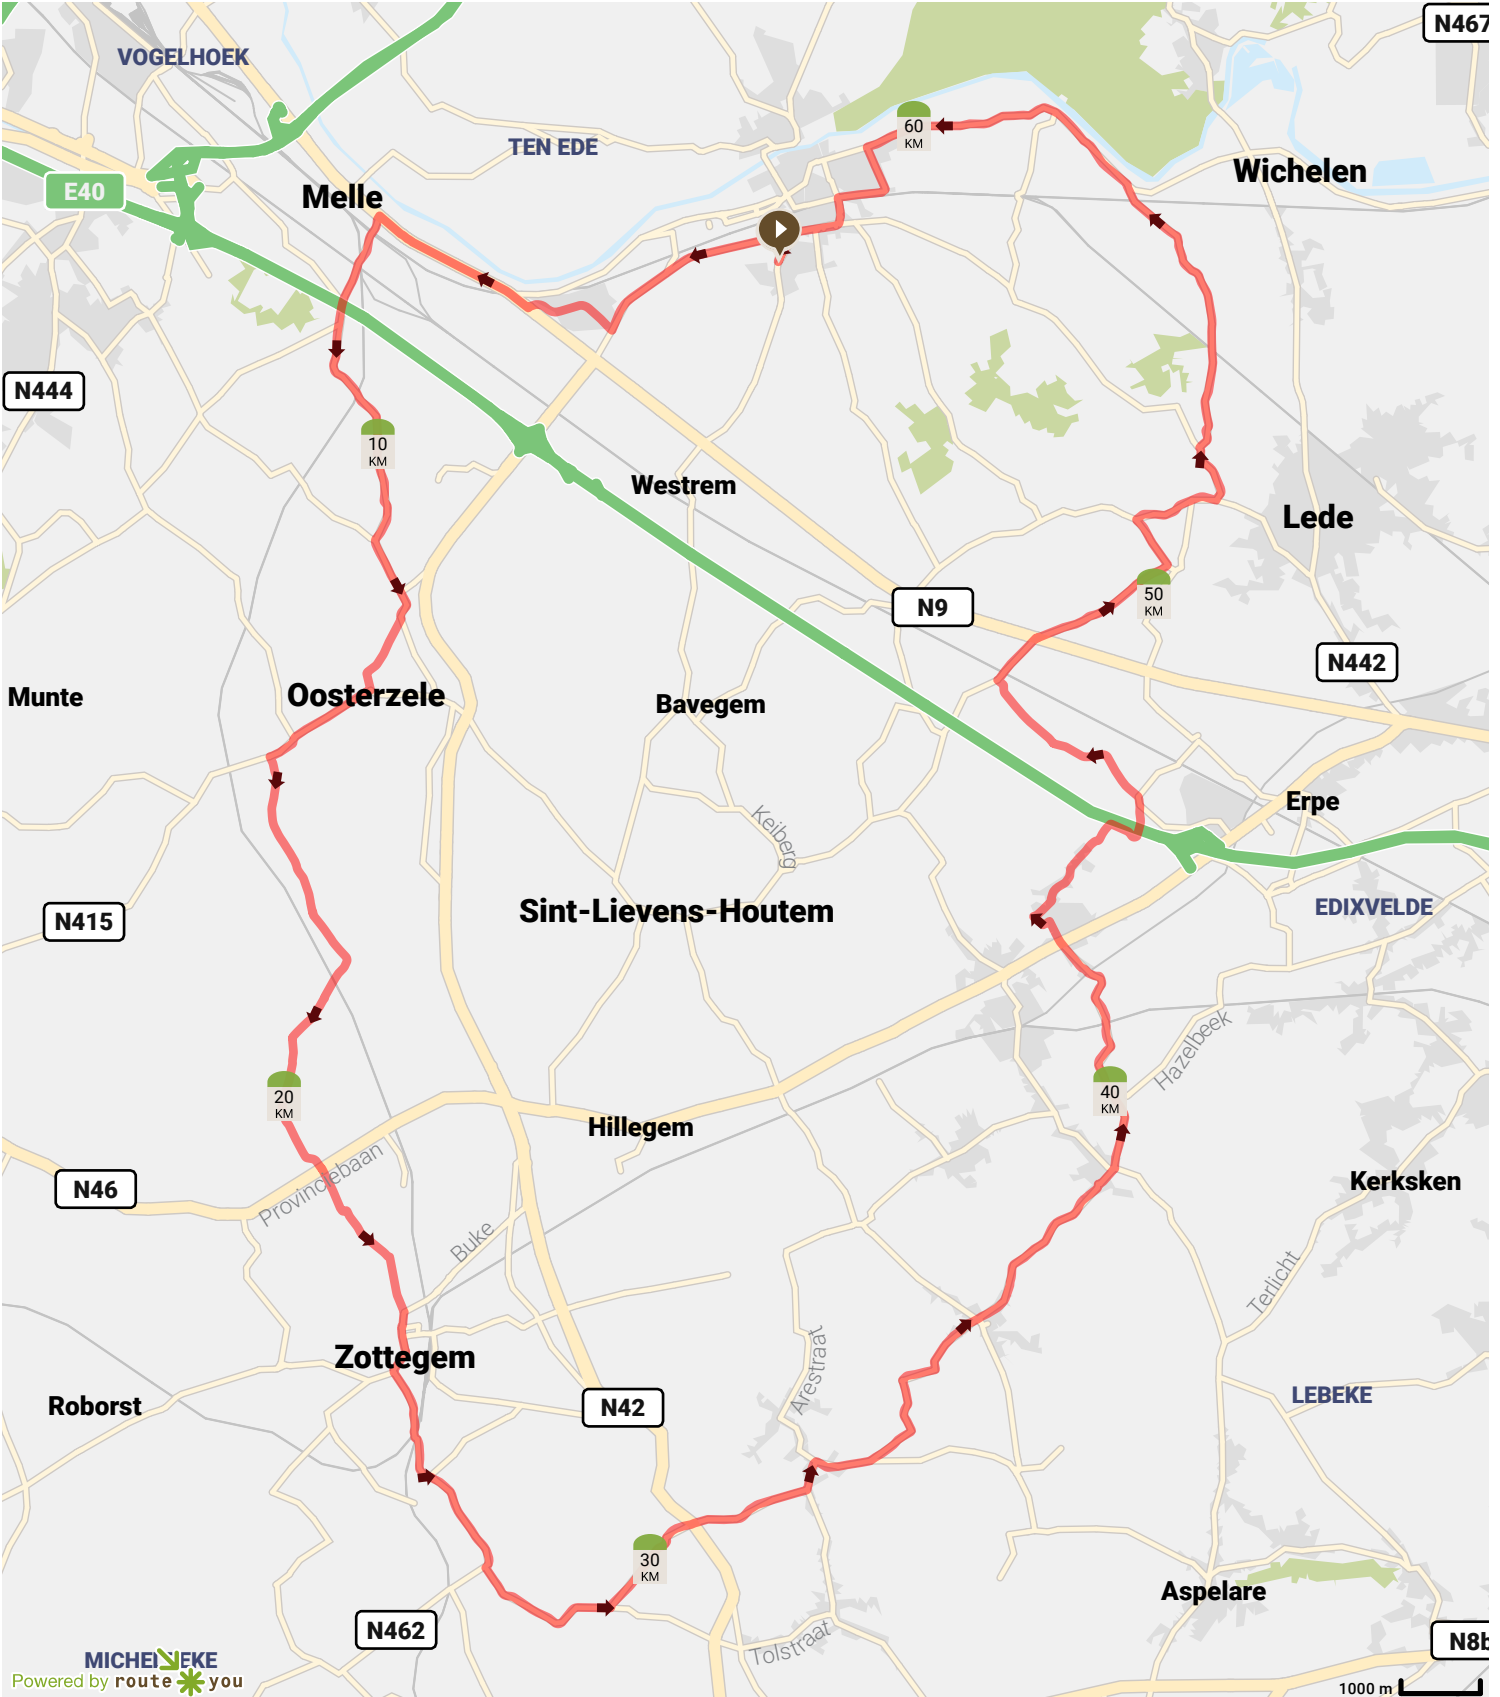 N467
VOGELHOEK
60
KM
TEN EDE
Wichelen
E40
Melle
N444
10
KM
Westrem
Lede
50
KM
N9
N442
Munte
Oosterzele
Bavegem
Erpe
Keiberg
N415
Sint-Lievens-Houtem
EDIXVELDE
Hazelbeek
20
KM
40
KM
Hillegem
Provinciebaan
N46
Kerksken
Buke
Terlicht
Zottegem
Arestraat
Roborst
N42
LEBEKE
30
KM
Aspelare
N462
Tolstraat
N8b
Powered by routeyou
1000 m